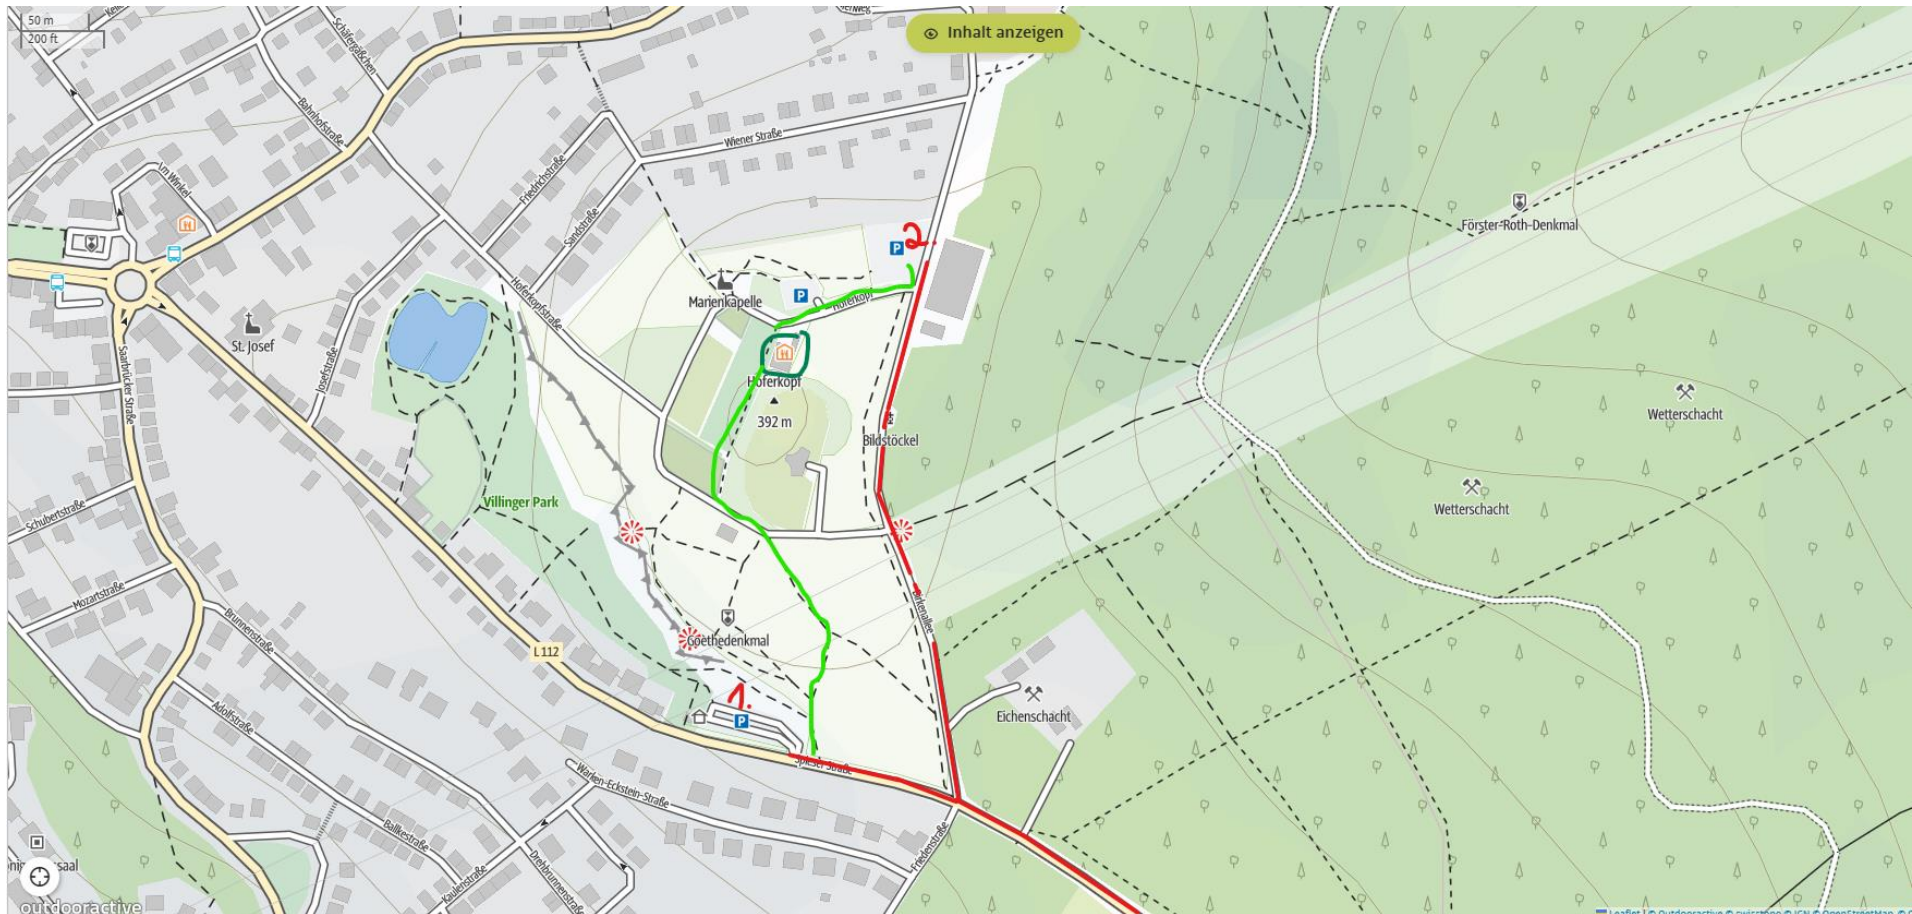 50 m
200 ft
Inhalt anzeigen
Schäfergäßchen
Bahnhofstraße
Wiener Straße
Im Winkel
Friedrichstraße
Sandstraße
Förster-Roth-Denkmal
2.
P
Marienkapelle
P
Hoferkopf
Hoferkopfstraße
St. Josef
Josefstraße
Saarbrücker Straße
Hoferkopf
392 m
Bildstöckel
Wetterschacht
Wetterschacht
Villinger Park
Schubertstraße
Mozartstraße
Brunnenstraße
Birkenallee
Goethedenkmal
L 112
1.
P
Eichenschacht
Adolfstraße
Spieser Straße
Warken-Eckstein-Straße
Ballkestraße
Friedenstraße
Drehbrunnenstraße
Kaulenstraße
outdooractive